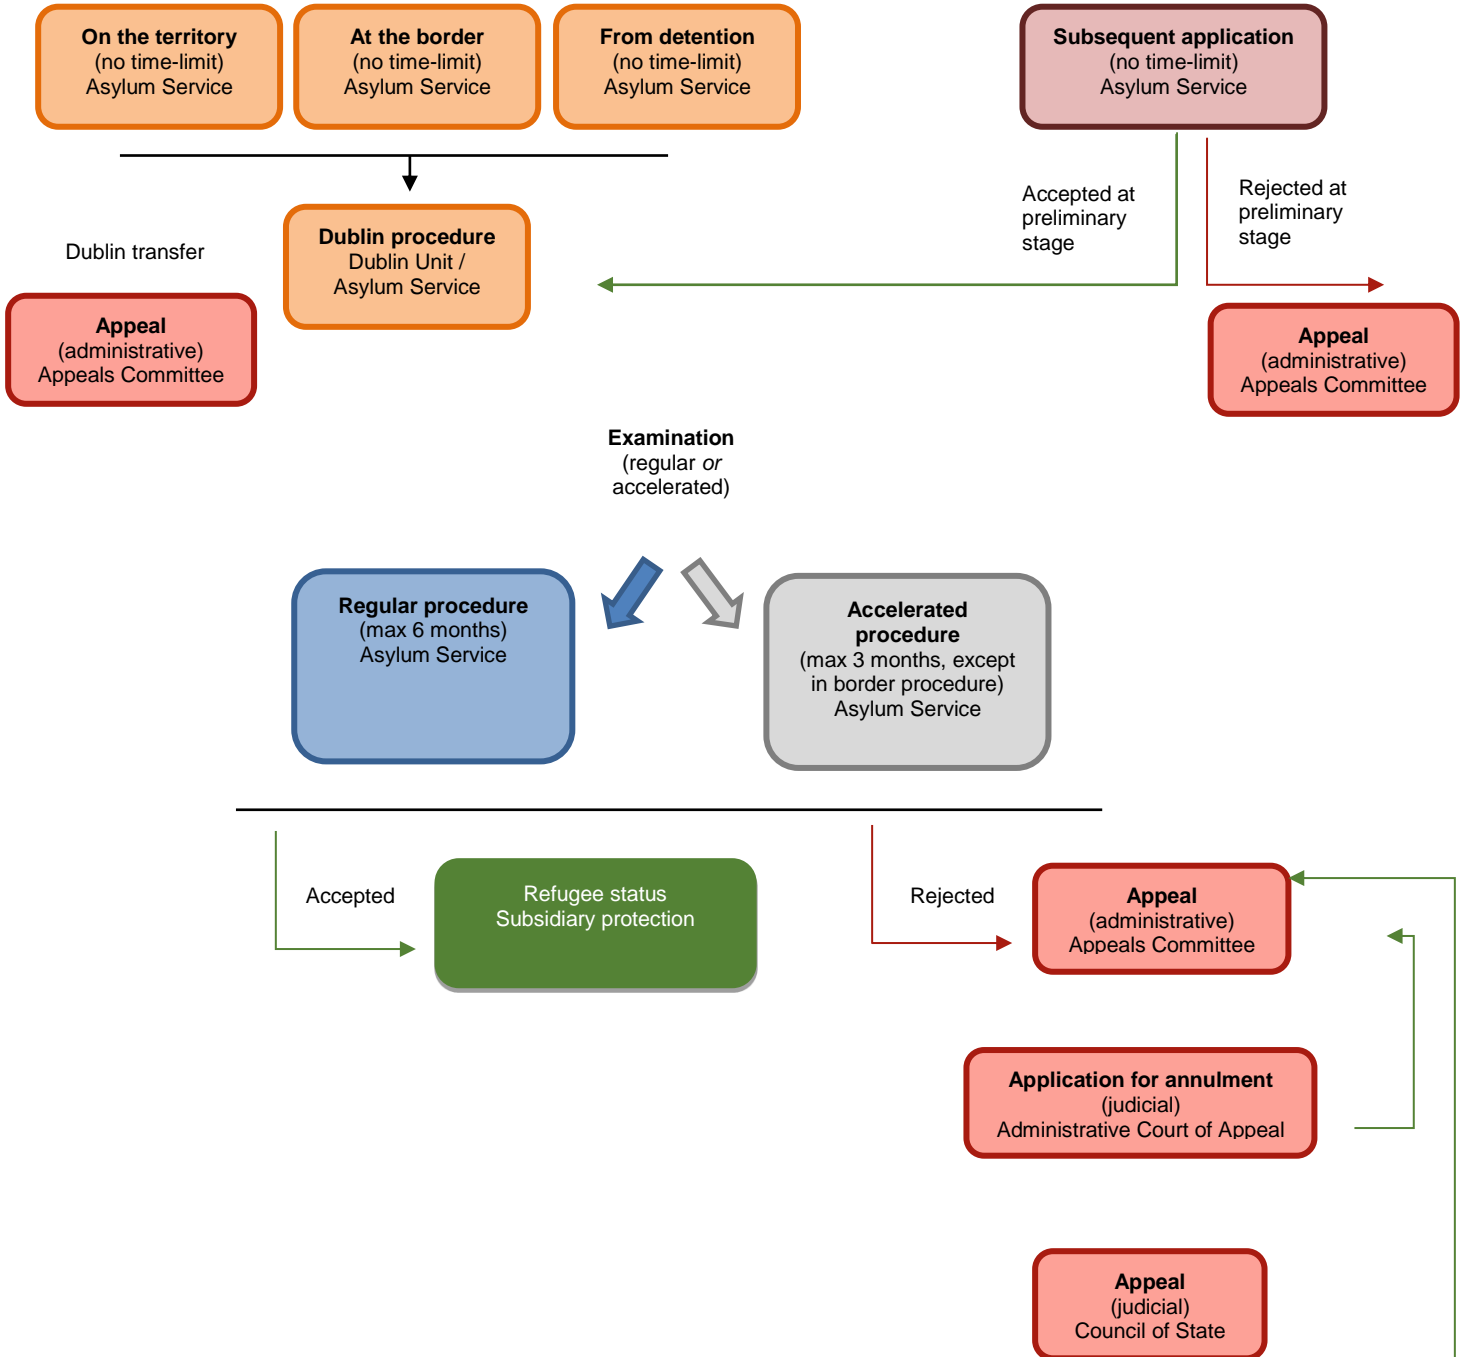 On the territory
(no time-limit)
Asylum Service
At the border
(no time-limit)
Asylum Service
From detention
(no time-limit)
Asylum Service
Subsequent application
(no time-limit)
Asylum Service
Accepted at
preliminary
stage
Rejected at
preliminary
stage
Dublin transfer
Dublin procedure
Dublin Unit /
Asylum Service
Appeal
(administrative)
Appeals Committee
Appeal
(administrative)
Appeals Committee
Examination
(regular or
accelerated)
Regular procedure
(max 6 months)
Asylum Service
Accelerated
procedure
(max 3 months, except
in border procedure)
Asylum Service
Accepted
Refugee status
Subsidiary protection
Rejected
Appeal
(administrative)
Appeals Committee
Application for annulment
(judicial)
Administrative Court of Appeal
Appeal
(judicial)
Council of State